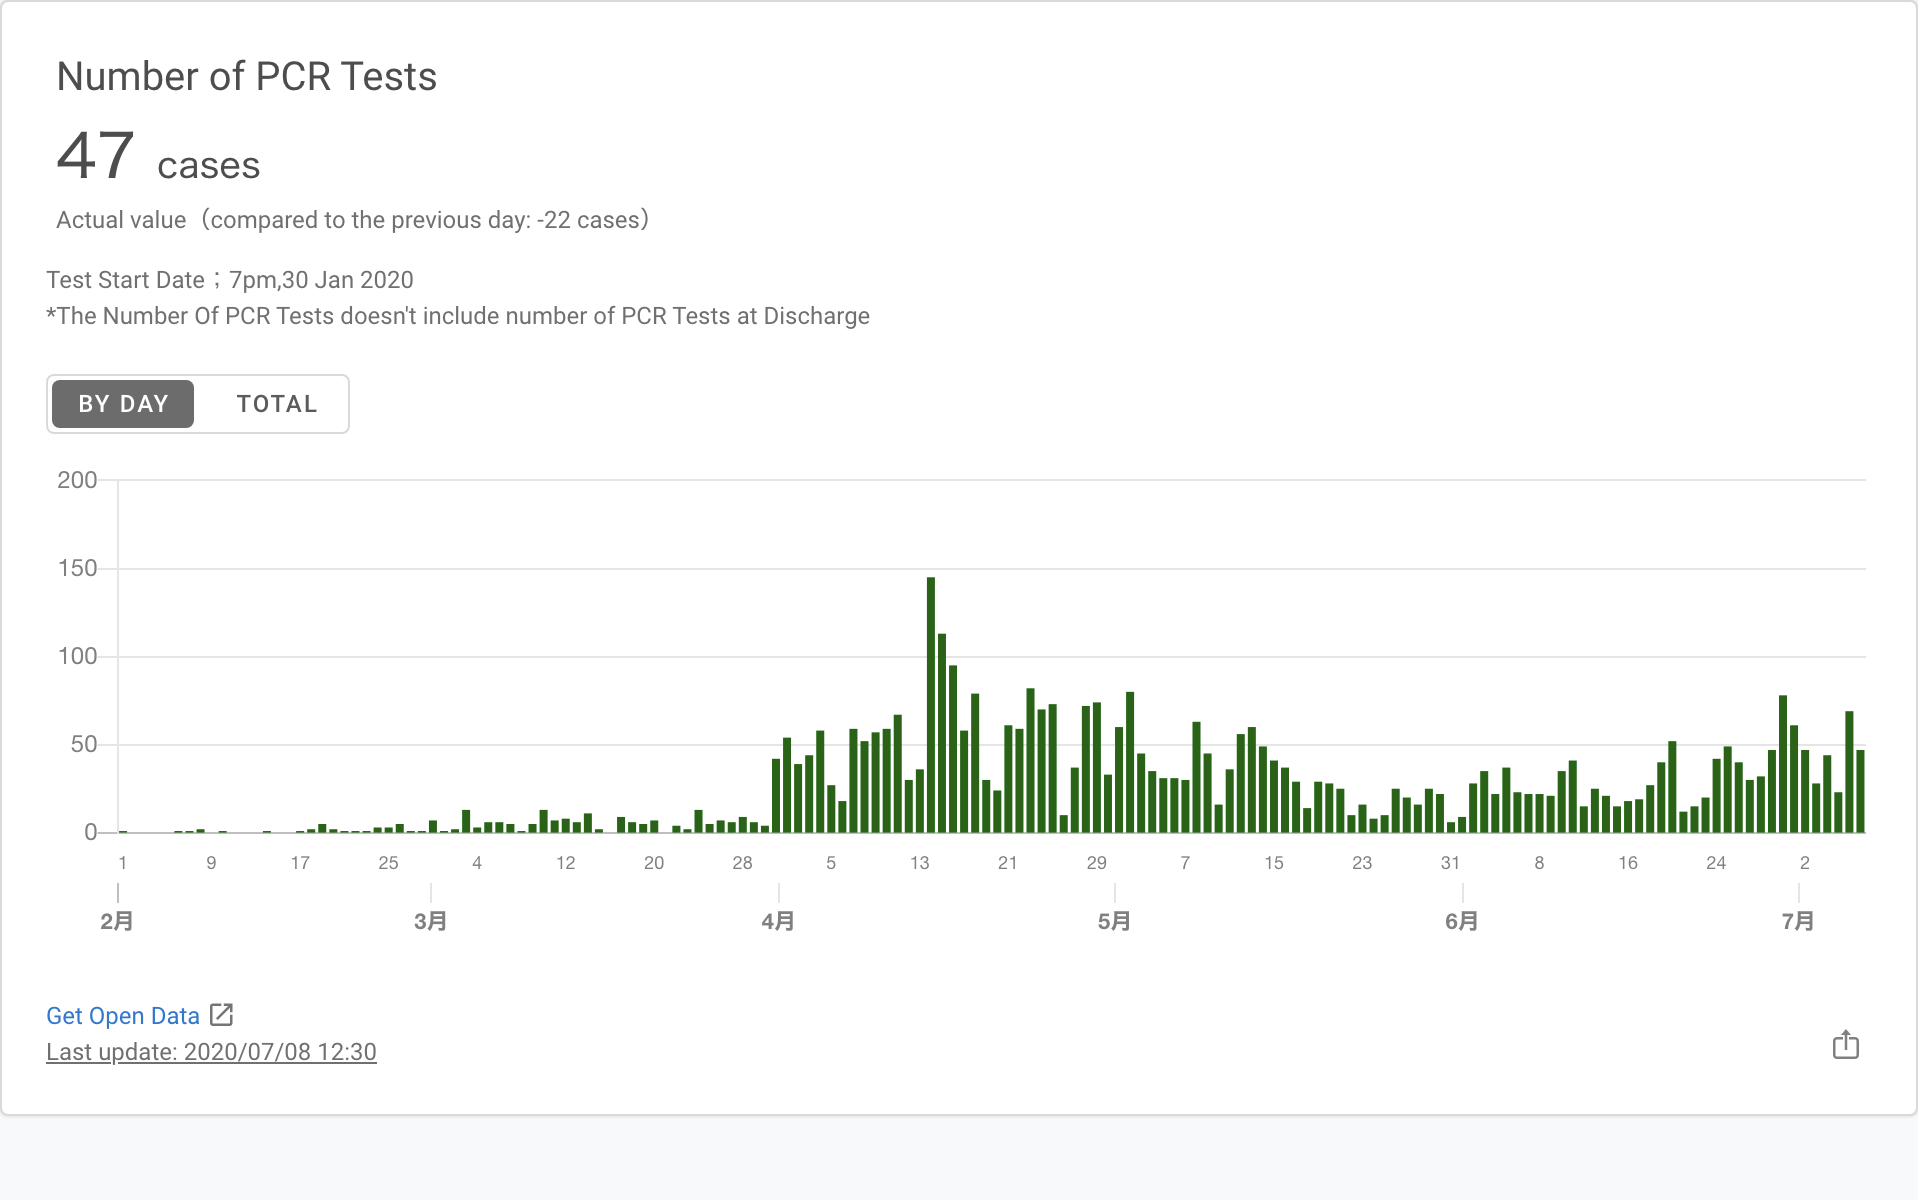 Number of PCR Tests
47 cases
Actual value（compared to the previous day: -22 cases）
Test Start Date；7pm,30 Jan 2020
*The Number Of PCR Tests doesn't include number of PCR Tests at Discharge
BY DAY TOTAL
200
150
100
50
0
1 9 17 25 4 12 20 28 5 13 21 29 7 15 23 31 8 16 24 2
2月 3月 4月 5月 6月 7月
Get Open Data
Last update: 2020/07/08 12:30